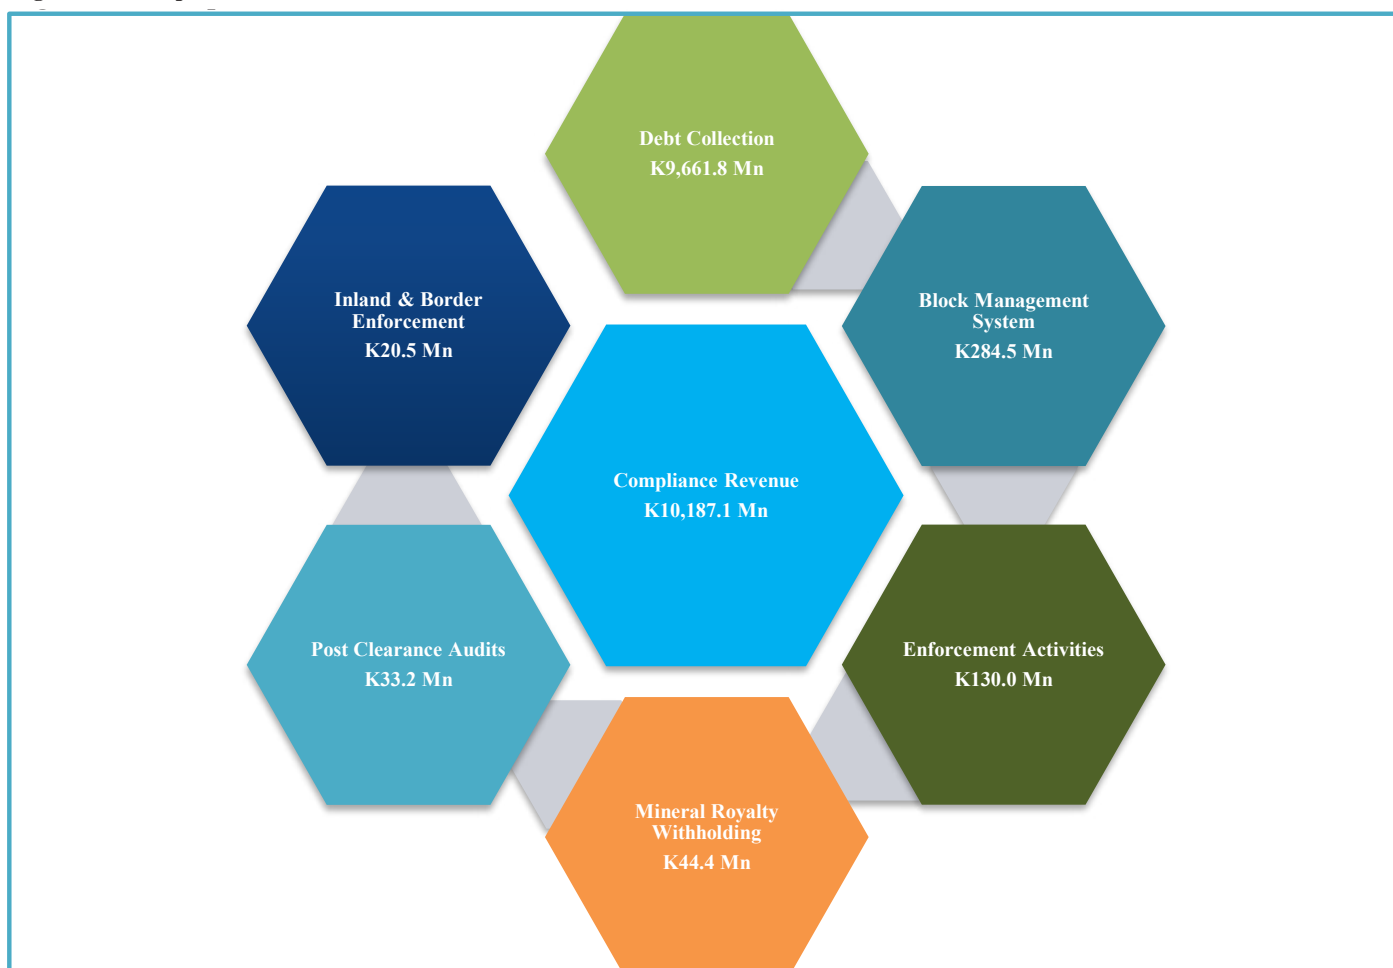 Debt Collection
K9,661.8 Mn
Block Management
System
K284.5 Mn
Enforcement Activities
K130.0 Mn
Mineral Royalty
Withholding
K44.4 Mn
Post Clearance Audits
K33.2 Mn
Inland & Border
Enforcement
K20.5 Mn
Compliance Revenue
K10,187.1 Mn